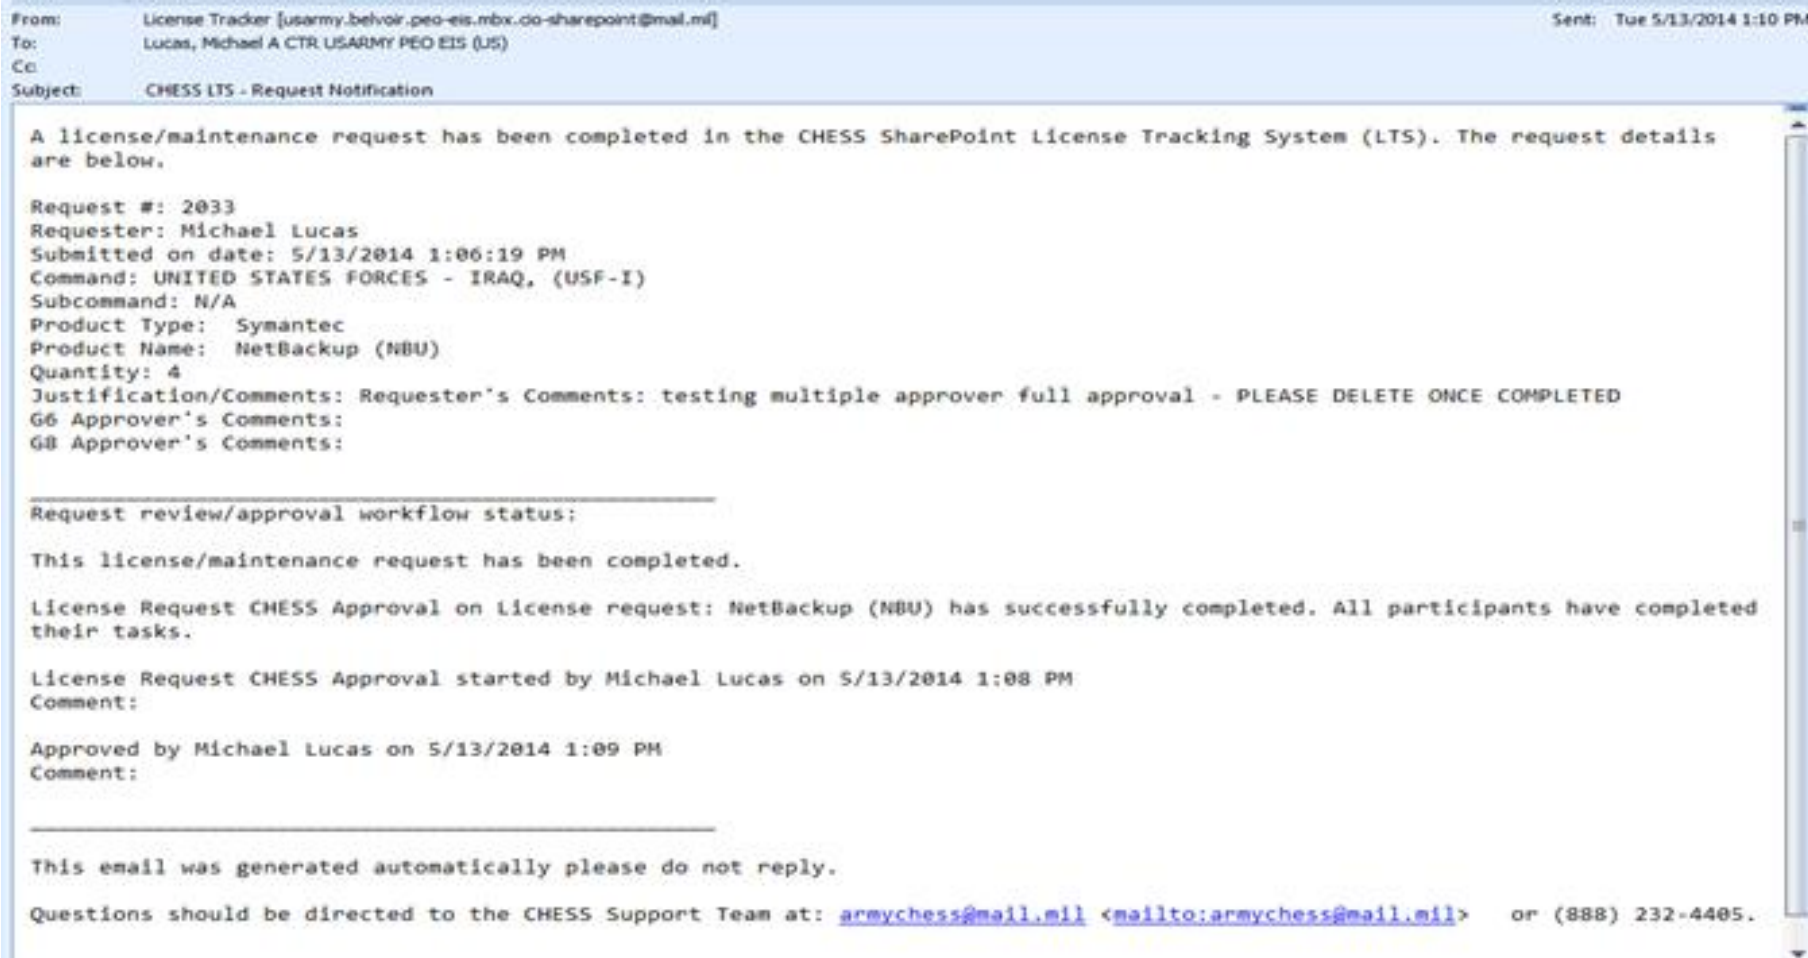 From: License Tracker [usarmy.belvoir.peo-eis.mbx.cio-sharepoint@mail.mil] Sent: Tue 5/13/2014 1:10 PM
To: Lucas, Michael A CTR USARMY PEO EIS (US)
Cc:
Subject: CHESS LTS - Request Notification
A license/maintenance request has been completed in the CHESS SharePoint License Tracking System (LTS). The request details
are below.
Request #: 2033
Requester: Michael Lucas
Submitted on date: 5/13/2014 1:06:19 PM
Command: UNITED STATES FORCES - IRAQ, (USF-I)
Subcommand: N/A
Product Type:  Symantec
Product Name:  NetBackup (NBU)
Quantity: 4
Justification/Comments: Requester's Comments: testing multiple approver full approval - PLEASE DELETE ONCE COMPLETED
G6 Approver's Comments:
G8 Approver's Comments:
Request review/approval workflow status:
This license/maintenance request has been completed.
License Request CHESS Approval on License request: NetBackup (NBU) has successfully completed. All participants have completed
their tasks.
License Request CHESS Approval started by Michael Lucas on 5/13/2014 1:08 PM
Comment:
Approved by Michael Lucas on 5/13/2014 1:09 PM
Comment:
This email was generated automatically please do not reply.
Questions should be directed to the CHESS Support Team at: armychess@mail.mil <mailto:armychess@mail.mil>  or (888) 232-4405.